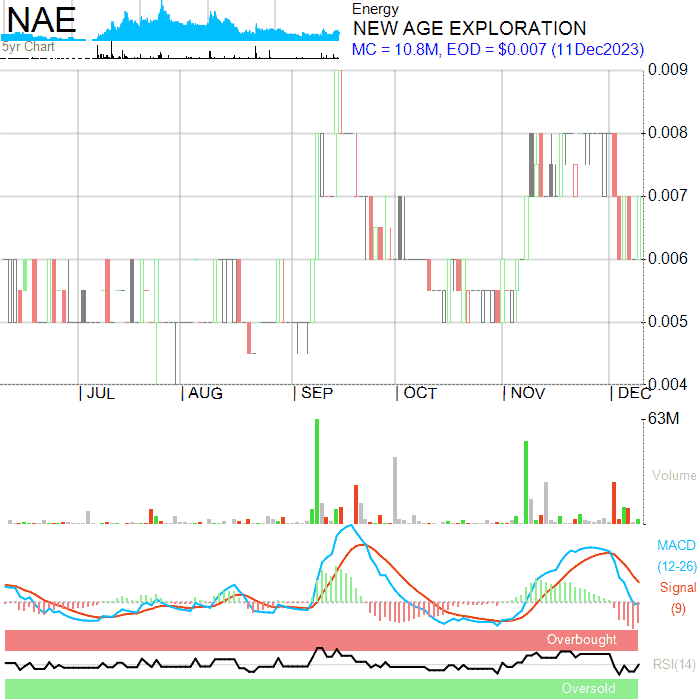 NAE
5yr Chart
Energy
NEW AGE EXPLORATION
MC = 10.8M, EOD = $0.007 (11Dec2023)
0.009
0.008
0.007
0.006
0.005
0.004
| JUL | AUG | SEP | OCT | NOV | DEC
63M
Volume
MACD
(12-26)
Signal
(9)
Overbought
RSI(14)
Oversold